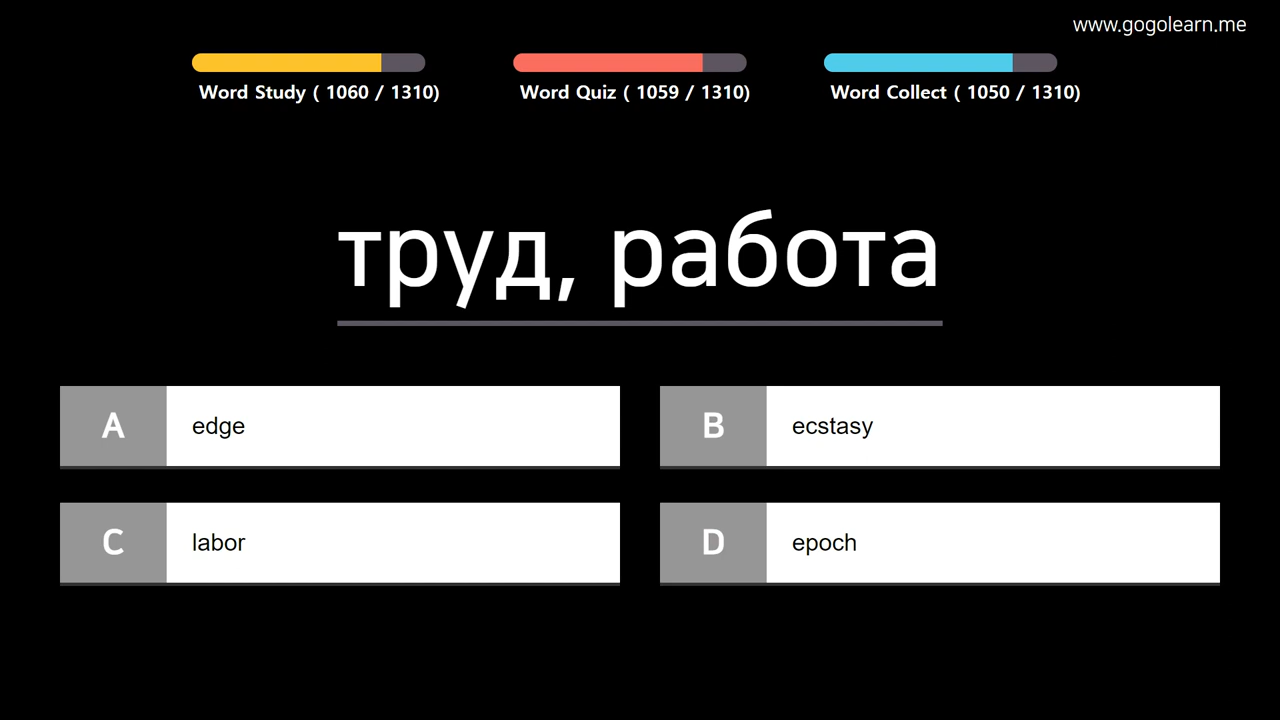 www.gogolearn.me
Word Study ( 1060 / 1310)
Word Quiz ( 1059 / 1310)
Word Collect ( 1050 / 1310)
труд, работа
A edge
B ecstasy
C labor
D epoch